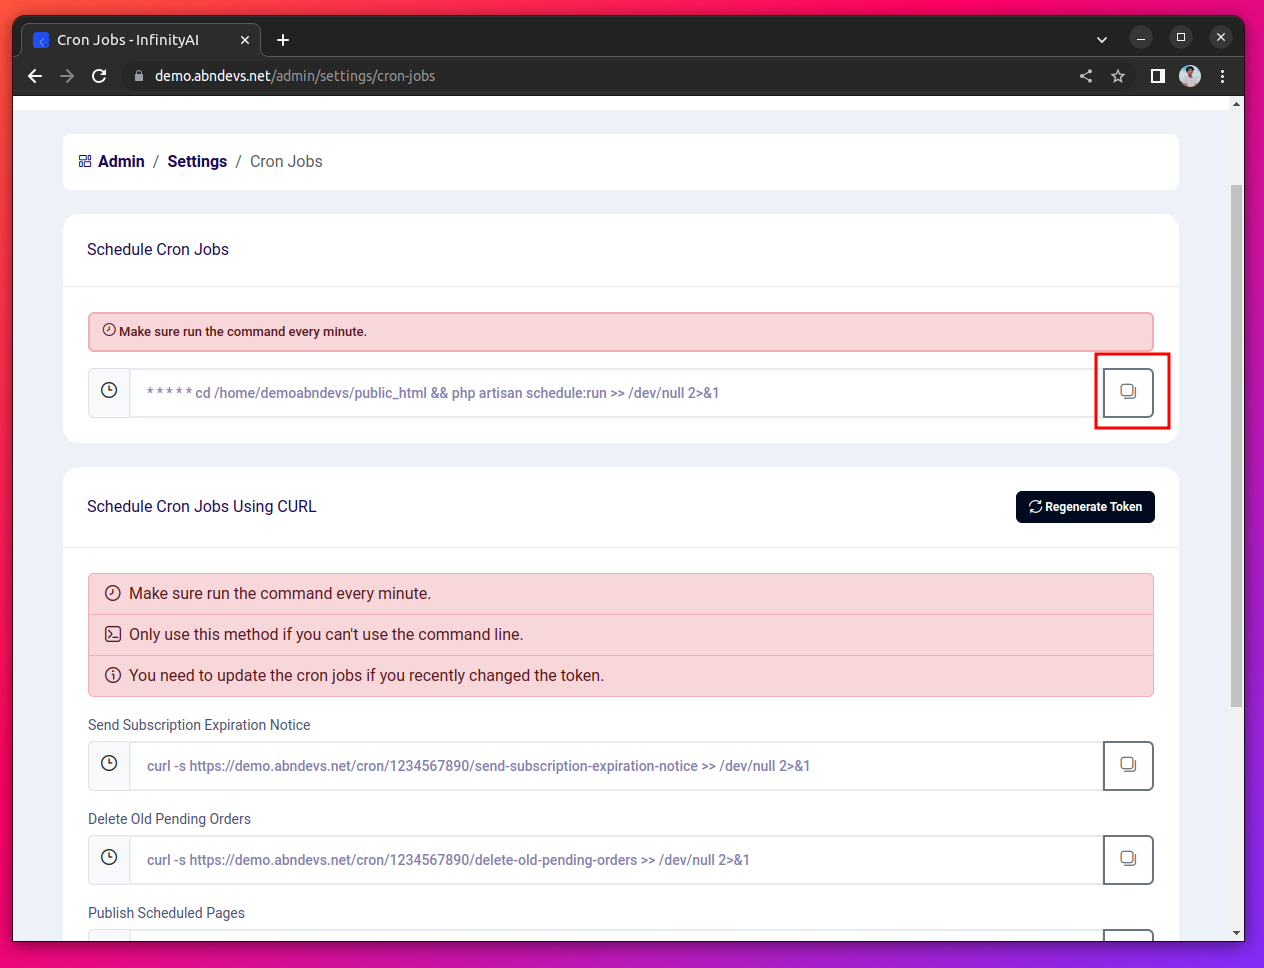 Cron Jobs - InfinityAI
demo.abndevs.net/admin/settings/cron-jobs
Admin / Settings / Cron Jobs
Schedule Cron Jobs
Make sure run the command every minute.
* * * * * cd /home/demoabndevs/public_html && php artisan schedule:run >> /dev/null 2>&1
Schedule Cron Jobs Using CURL
Regenerate Token
Make sure run the command every minute.
Only use this method if you can't use the command line.
You need to update the cron jobs if you recently changed the token.
Send Subscription Expiration Notice
curl -s https://demo.abndevs.net/cron/1234567890/send-subscription-expiration-notice >> /dev/null 2>&1
Delete Old Pending Orders
curl -s https://demo.abndevs.net/cron/1234567890/delete-old-pending-orders >> /dev/null 2>&1
Publish Scheduled Pages